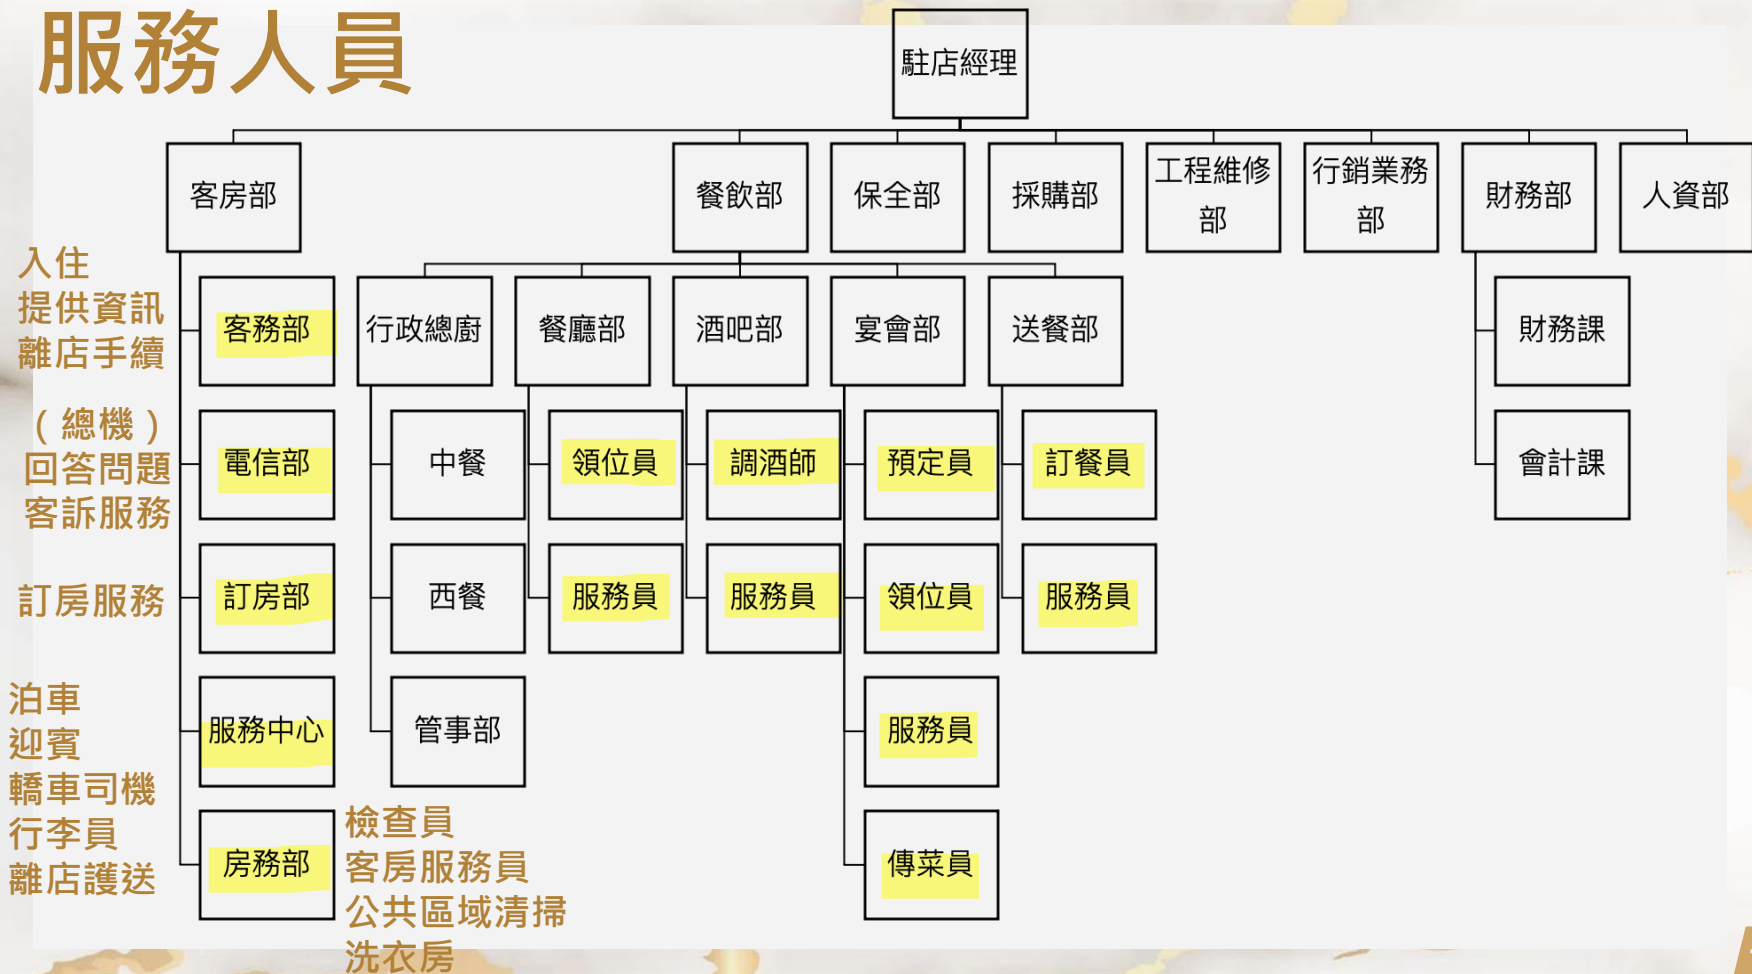 服務人員
駐店經理
客房部
餐飲部
保全部
採購部
工程維修
部
行銷業務
部
財務部
人資部
入住
提供資訊
離店手續
客務部
行政總廚
餐廳部
酒吧部
宴會部
送餐部
財務課
（總機）
回答問題
客訴服務
電信部
中餐
領位員
調酒師
預定員
訂餐員
會計課
訂房服務
訂房部
西餐
服務員
服務員
領位員
服務員
泊車
迎賓
轎車司機
行李員
離店護送
服務中心
管事部
服務員
房務部
檢查員
客房服務員
公共區域清掃
洗衣房
傳菜員